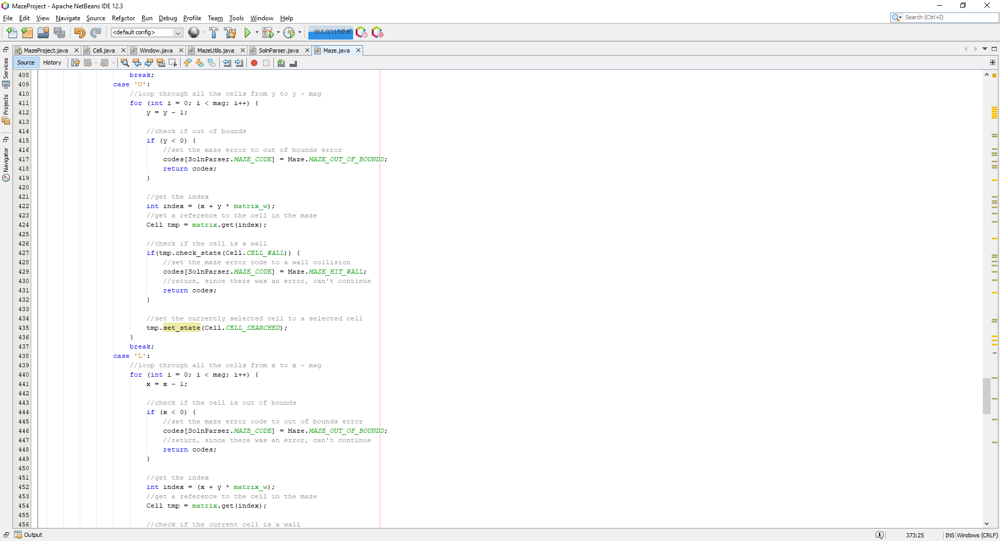 MazeProject - Apache NetBeans IDE 12.3
File Edit View Navigate Source Refactor Run Debug Profile Team Tools Window Help
Search (Ctrl+I)
<default config>
363.0/1196MB
MazeProject.java Cell.java Window.java MazeUtils.java SolnParser.java Maze.java
Source History
Services
Projects
Navigator
408 break;
409 case 'U':
410 //loop through all the cells from y to y - mag
411 for (int i = 0; i < mag; i++) {
412 y = y - 1;
413
414 //check if out of bounds
415 if (y < 0) {
416 //set the maze error to out of bounds error
417 codes[SolnParser.MAZE_CODE] = Maze.MAZE_OUT_OF_BOUNDS;
418 return codes;
419 }
420
421 //get the index
422 int index = (x + y * matrix_w);
423 //get a reference to the cell in the maze
424 Cell tmp = matrix.get(index);
425
426 //check if the cell is a wall
427 if(tmp.check_state(Cell.CELL_WALL)) {
428 //set the maze error code to a wall collision
429 codes[SolnParser.MAZE_CODE] = Maze.MAZE_HIT_WALL;
430 //return, since there was an error, can't continue
431 return codes;
432 }
433
434 //set the currently selected cell to a selected cell
435 tmp.set_state(Cell.CELL_SEARCHED);
436 }
437 break;
438 case 'L':
439 //loop through all the cells from x to x - mag
440 for (int i = 0; i < mag; i++) {
441 x = x - 1;
442
443 //check if the cell is out of bounds
444 if (x < 0) {
445 //set the maze error code to out of bounds error
446 codes[SolnParser.MAZE_CODE] = Maze.MAZE_OUT_OF_BOUNDS;
447 //return, since there was an error, can't continue
448 return codes;
449 }
450
451 //get the index
452 int index = (x + y * matrix_w);
453 //get a reference to the cell in the maze
454 Cell tmp = matrix.get(index);
455
456 //check if the current cell is a wall
Output
1
373:25 INS Windows (CRLF)